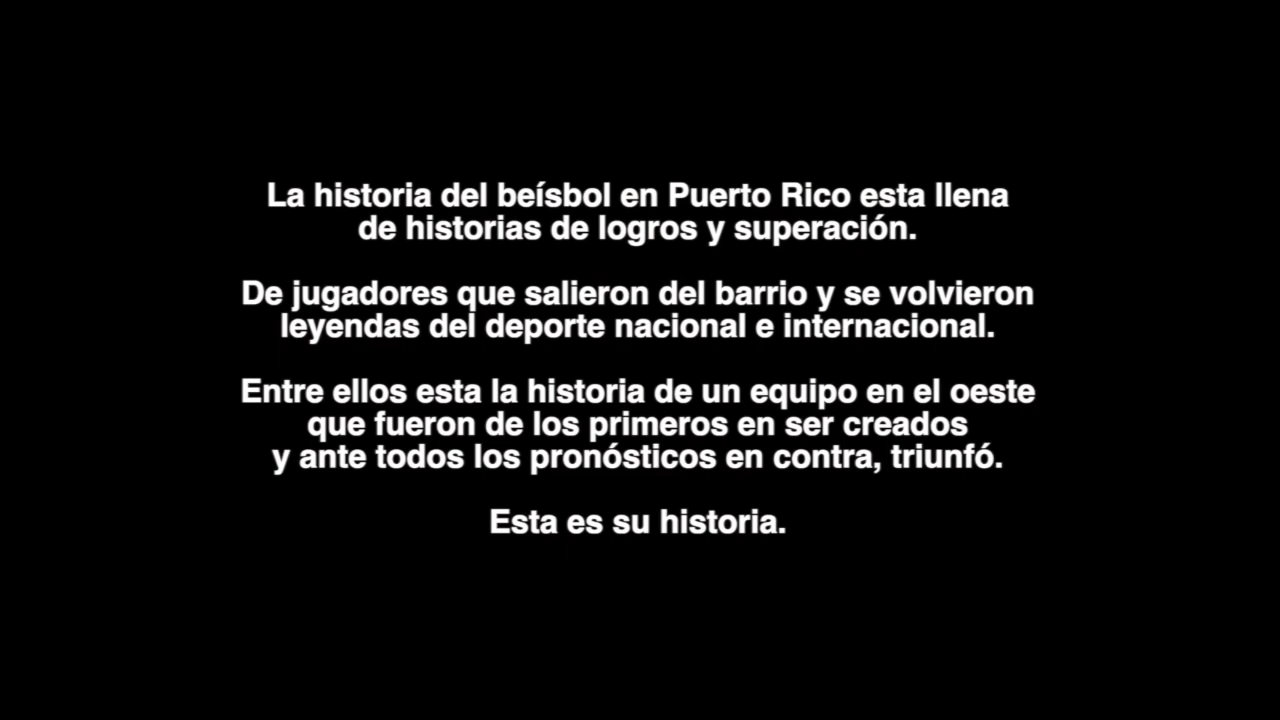 La historia del beísbol en Puerto Rico esta llena
de historias de logros y superación.
De jugadores que salieron del barrio y se volvieron
leyendas del deporte nacional e internacional.
Entre ellos esta la historia de un equipo en el oeste
que fueron de los primeros en ser creados
y ante todos los pronósticos en contra, triunfó.
Esta es su historia.